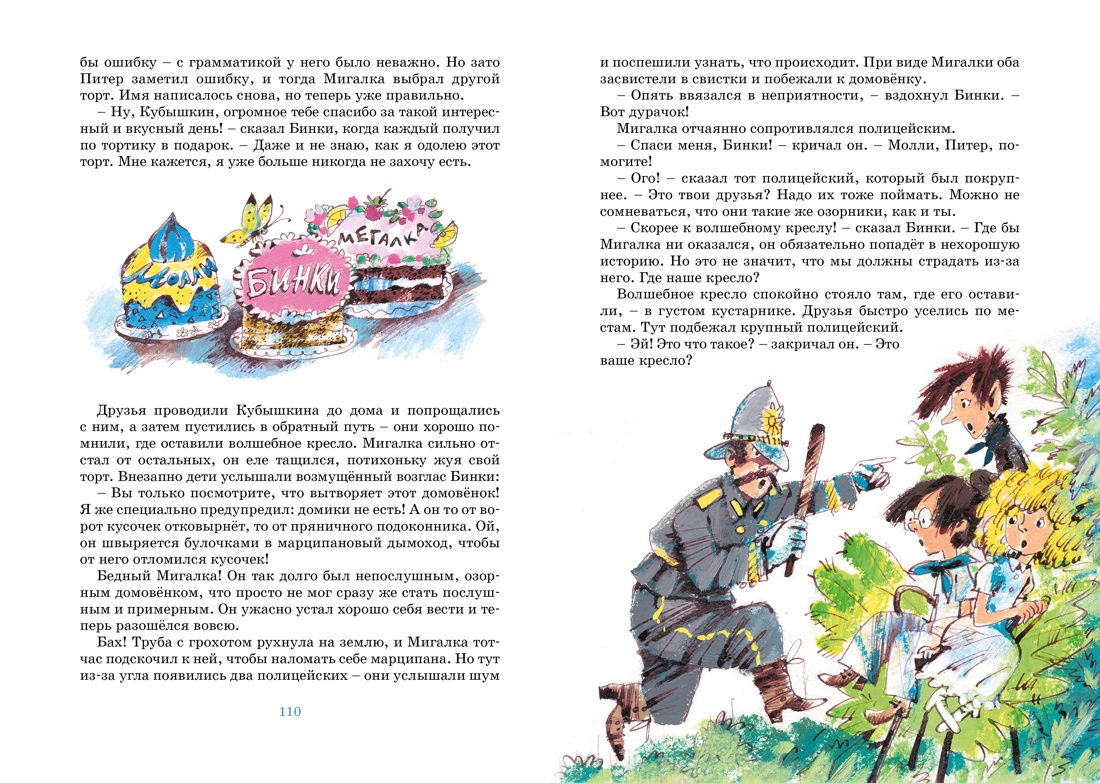 бы ошибку – с грамматикой у него было неважно. Но зато
Питер заметил ошибку, и тогда Мигалка выбрал другой
торт. Имя написалось снова, но теперь уже правильно.
– Ну, Кубышкин, огромное тебе спасибо за такой интерес-
ный и вкусный день! – сказал Бинки, когда каждый получил
по тортику в подарок. – Даже и не знаю, как я одолею этот
торт. Мне кажется, я уже больше никогда не захочу есть.
МОЛЛИ
БИНКИ
МЕГАЛКА
Друзья проводили Кубышкина до дома и попрощались
с ним, а затем пустились в обратный путь – они хорошо по-
мнили, где оставили волшебное кресло. Мигалка сильно от-
стал от остальных, он еле тащился, потихоньку жуя свой
торт. Внезапно дети услышали возмущённый возглас Бинки:
– Вы только посмотрите, что вытворяет этот домовёнок!
Я же специально предупредил: домики не есть! А он то от во-
рот кусочек отковырнёт, то от пряничного подоконника. Ой,
он швыряется булочками в марципановый дымоход, чтобы
от него отломился кусочек!
Бедный Мигалка! Он так долго был непослушным, озор-
ным домовёнком, что просто не мог сразу же стать послуш-
ным и примерным. Он ужасно устал хорошо себя вести и те-
перь разошёлся вовсю.
Бах! Труба с грохотом рухнула на землю, и Мигалка тот-
час подскочил к ней, чтобы наломать себе марципана. Но тут
из-за угла появились два полицейских – они услышали шум
110
и поспешили узнать, что происходит. При виде Мигалки оба
засвистели в свистки и побежали к домовёнку.
– Опять ввязался в неприятности, – вздохнул Бинки. –
Вот дурачок!
Мигалка отчаянно сопротивлялся полицейским.
– Спаси меня, Бинки! – кричал он. – Молли, Питер, по-
могите!
– Ого! – сказал тот полицейский, который был покруп-
нее. – Это твои друзья? Надо их тоже поймать. Можно не
сомневаться, что они такие же озорники, как и ты.
– Скорее к волшебному креслу! – сказал Бинки. – Где бы
Мигалка ни оказался, он обязательно попадёт в нехорошую
историю. Но это не значит, что мы должны страдать из-за
него. Где наше кресло?
Волшебное кресло спокойно стояло там, где его остави-
ли, – в густом кустарнике. Друзья быстро уселись по ме-
стам. Тут подбежал крупный полицейский.
– Эй! Это что такое? – закричал он. – Это
ваше кресло?